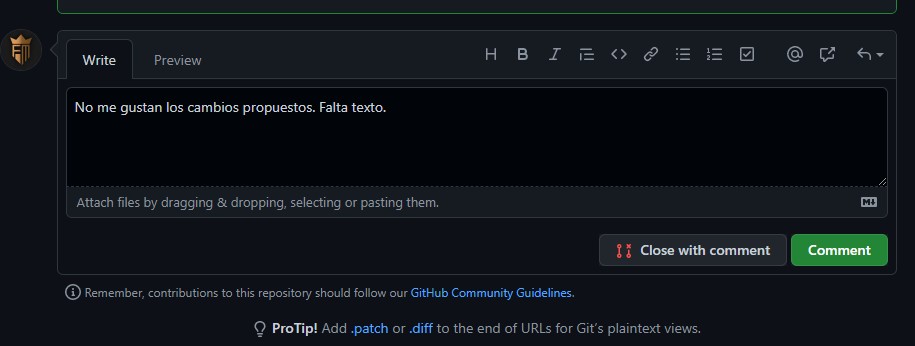 Write
Preview
No me gustan los cambios propuestos. Falta texto.
Attach files by dragging & dropping, selecting or pasting them.
Close with comment
Comment
Remember, contributions to this repository should follow our GitHub Community Guidelines.
ProTip! Add .patch or .diff to the end of URLs for Git's plaintext views.